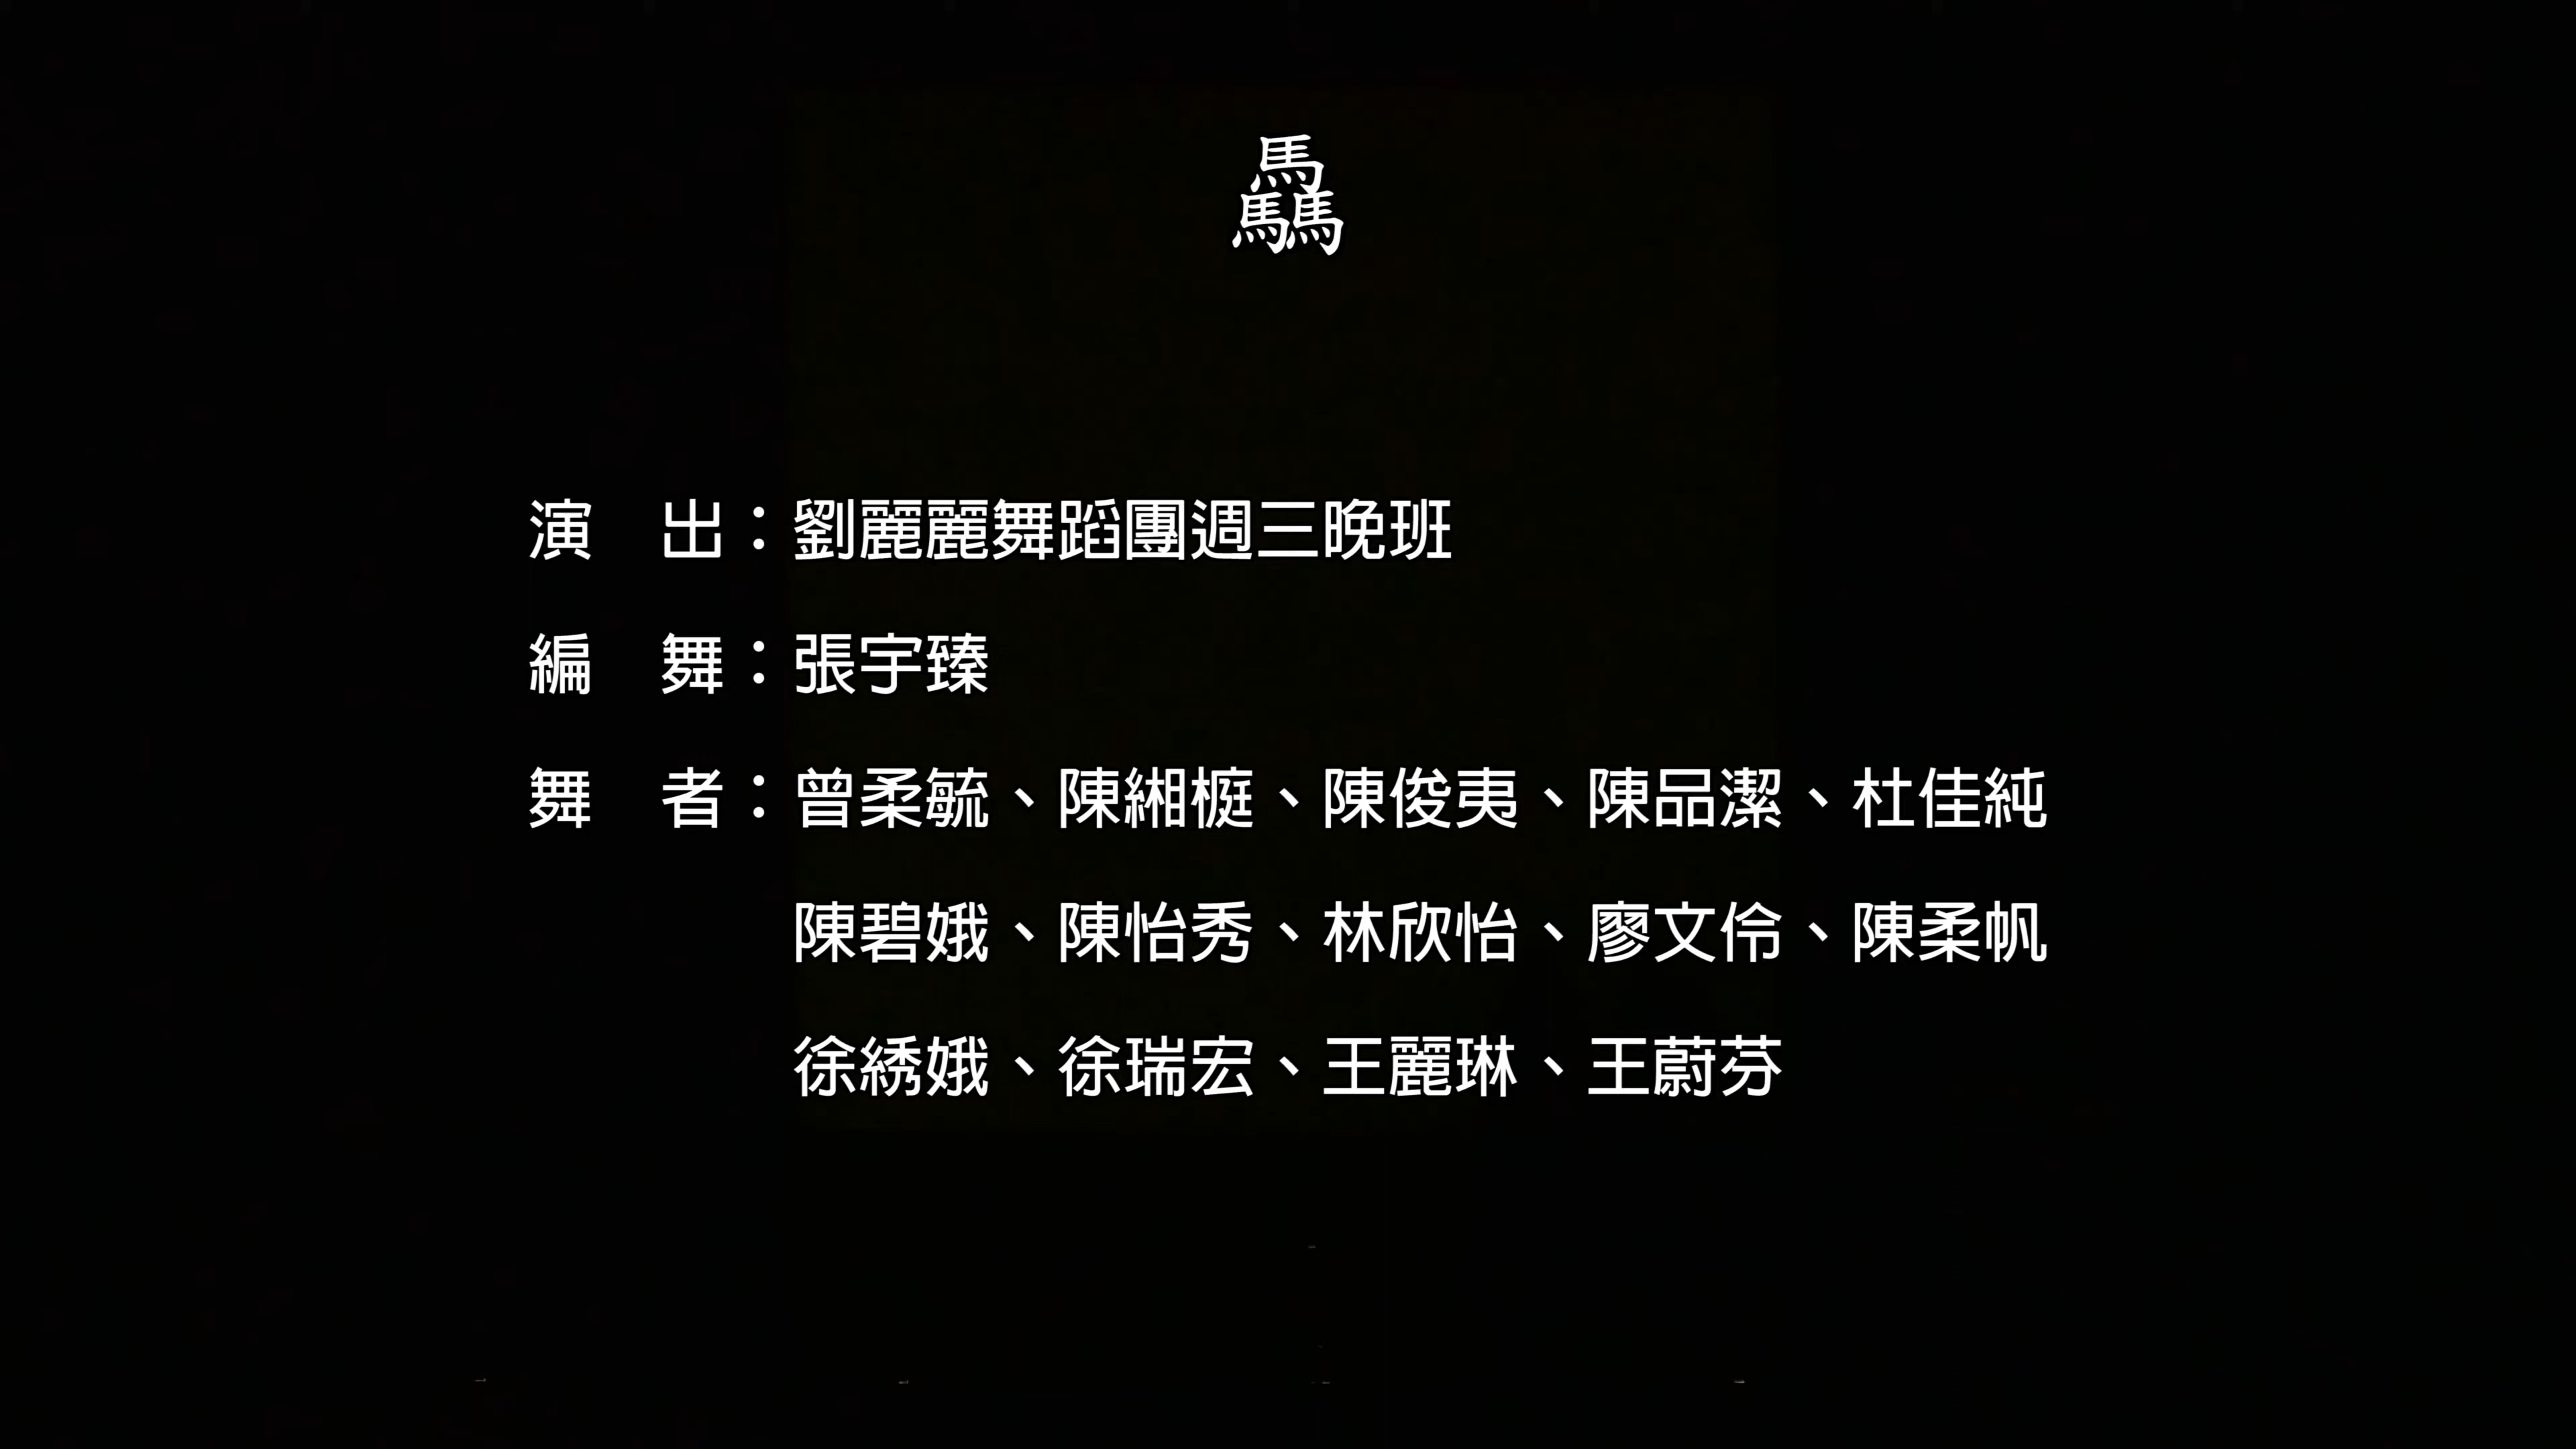 驫
演　出：劉麗麗舞蹈團週三晚班
編　舞：張宇臻
舞　者：曾柔毓、陳緗榳、陳俊夷、陳品潔、杜佳純
陳碧娥、陳怡秀、林欣怡、廖文伶、陳柔帆
徐綉娥、徐瑞宏、王麗琳、王蔚芬